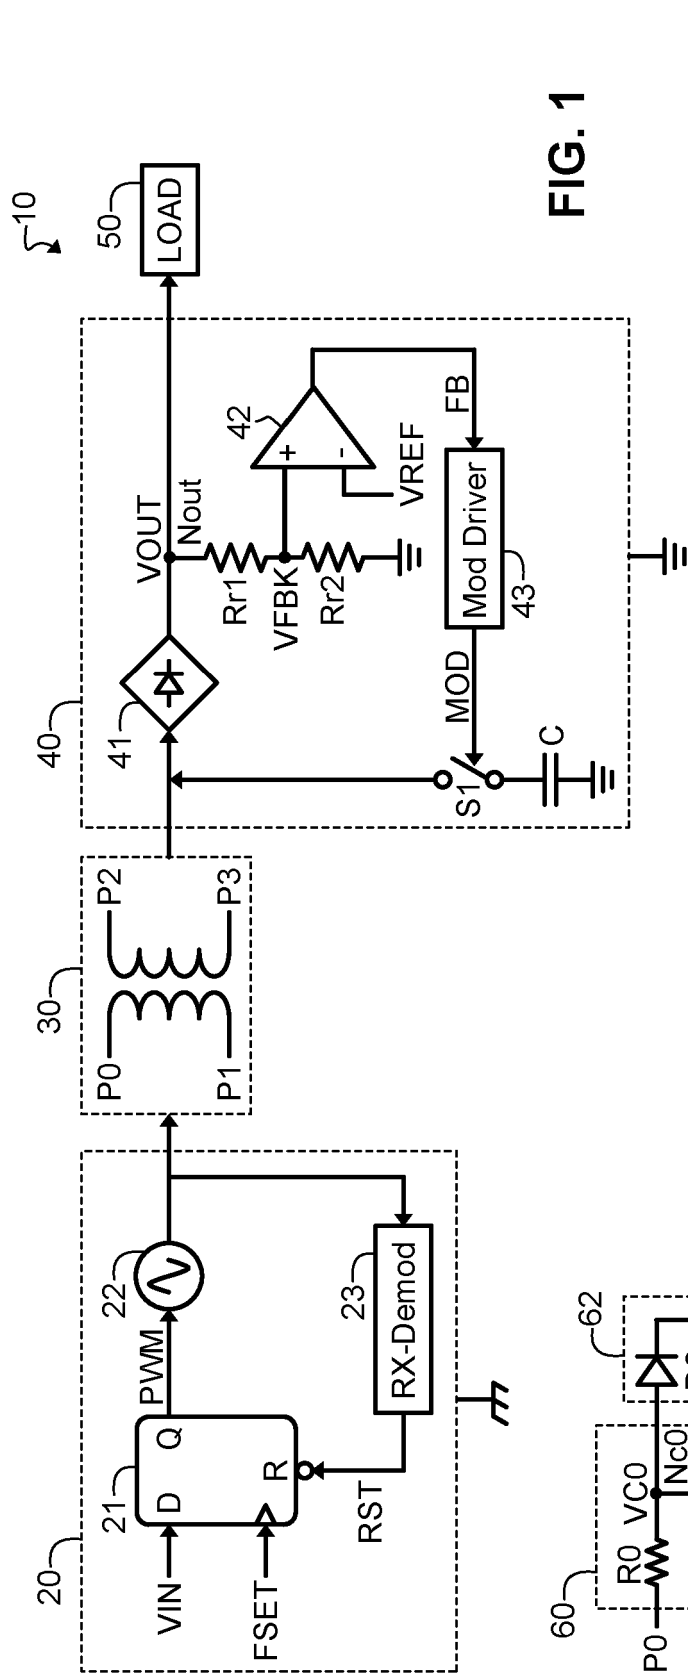 10
20
VIN
FSET
21
D
Q
R
RST
PWM
22
23
RX-Demod
30
P0
P1
P2
P3
40
41
VOUT
Nout
Rr1
VFBK
Rr2
42
+
-
VREF
FB
Mod Driver
43
MOD
S1
C
50
LOAD
FIG. 1
60
P0
R0
VC0
Nc0
62